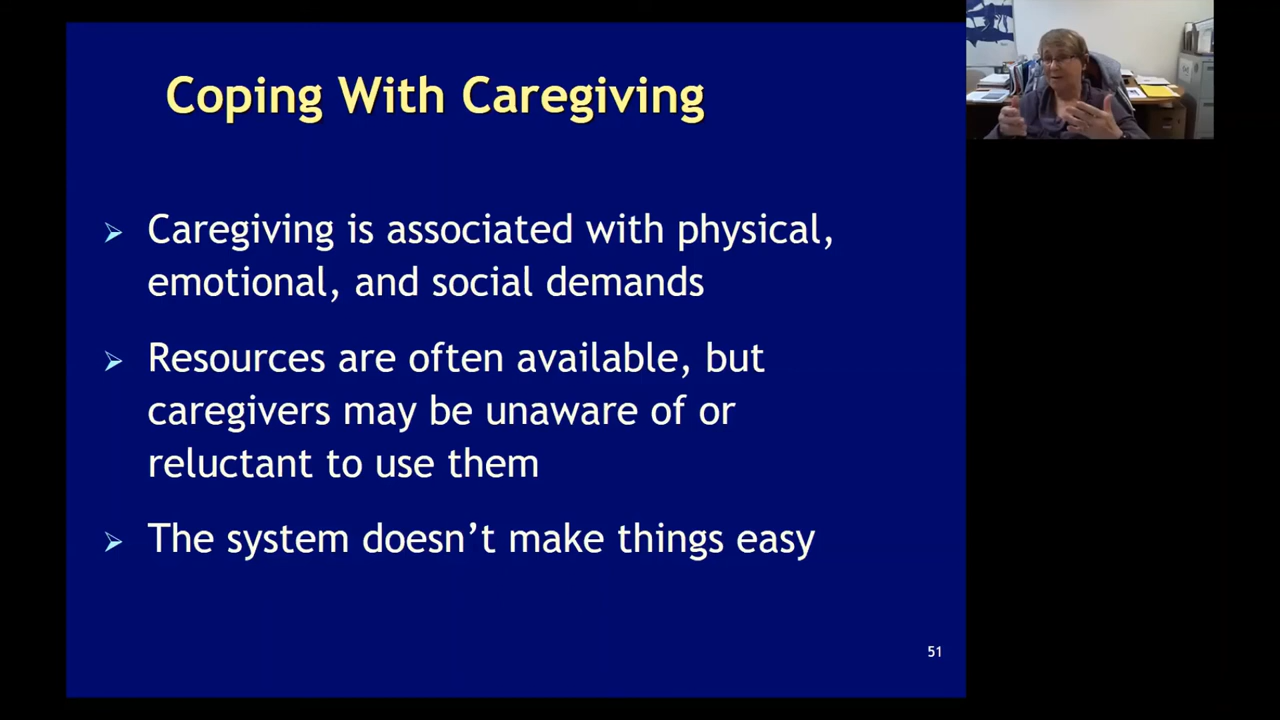 Coping With Caregiving
Caregiving is associated with physical,
emotional, and social demands
Resources are often available, but
caregivers may be unaware of or
reluctant to use them
The system doesn’t make things easy
51